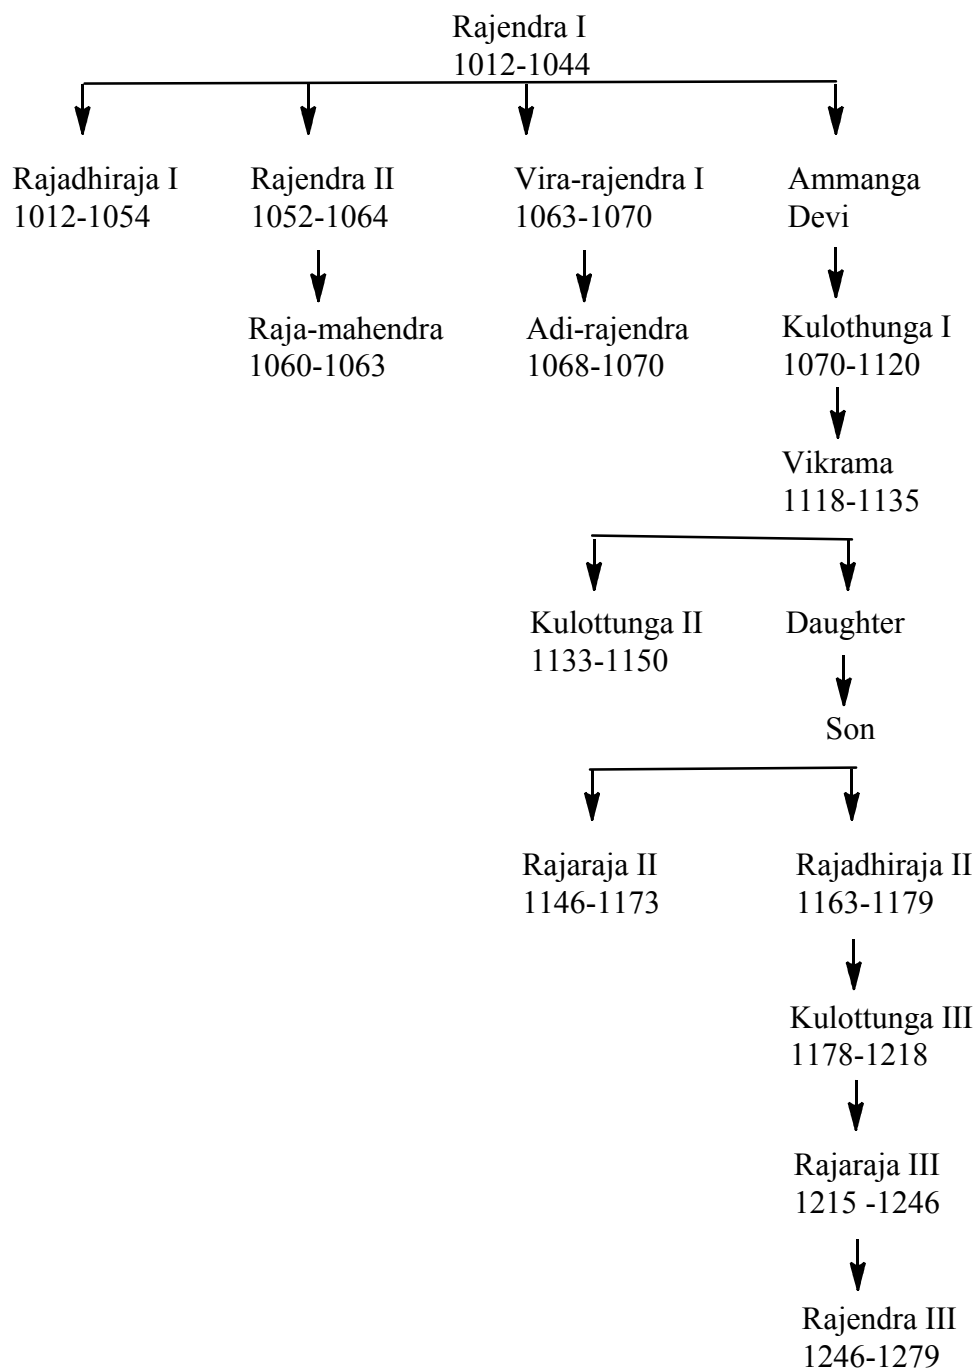 Rajendra I
1012-1044
Rajadhiraja I
1012-1054
Rajendra II
1052-1064
Vira-rajendra I
1063-1070
Ammanga
Devi
Raja-mahendra
1060-1063
Adi-rajendra
1068-1070
Kulothunga I
1070-1120
Vikrama
1118-1135
Kulottunga II
1133-1150
Daughter
Son
Rajaraja II
1146-1173
Rajadhiraja II
1163-1179
Kulottunga III
1178-1218
Rajaraja III
1215 -1246
Rajendra III
1246-1279